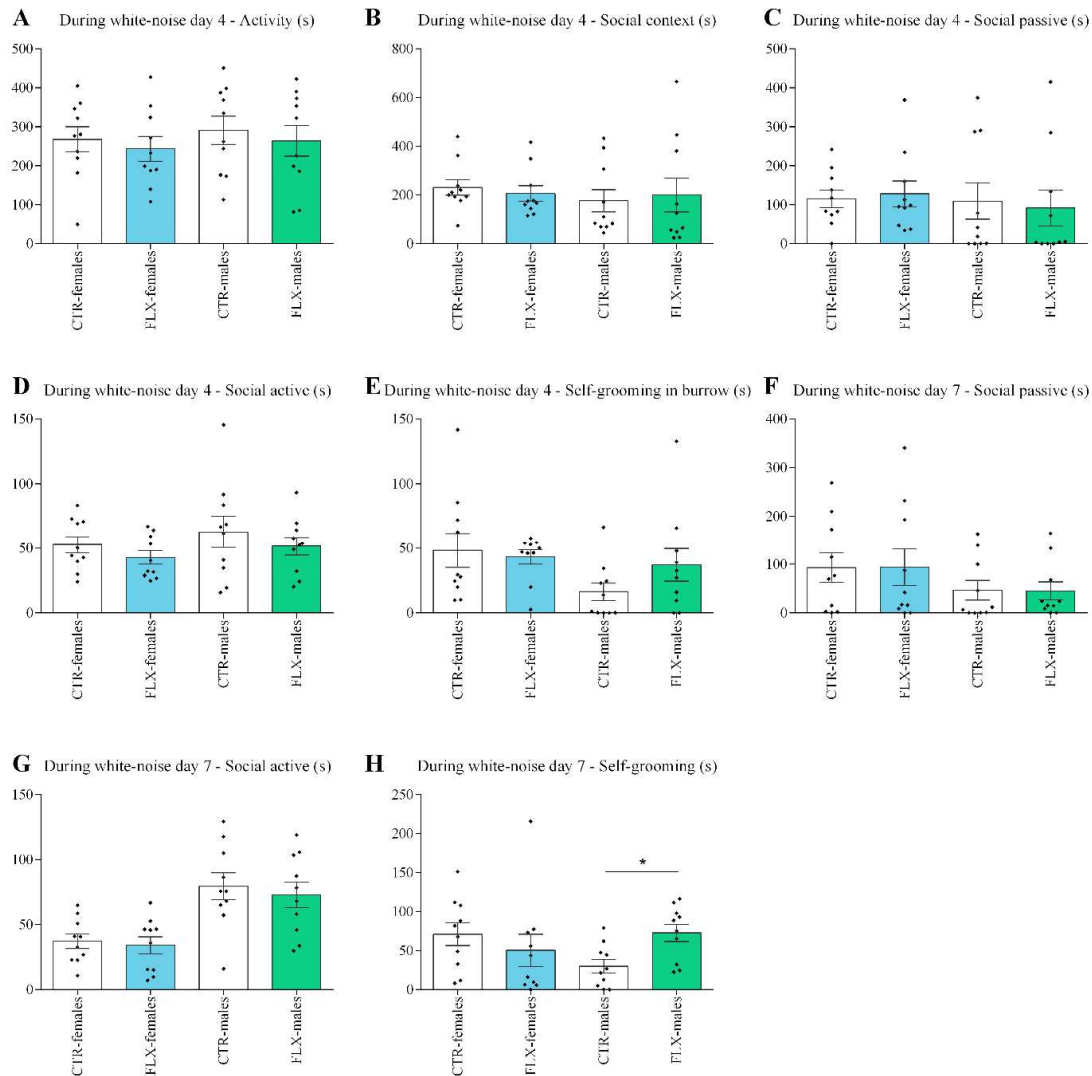 A During white-noise day 4 - Activity (s)
500
400
300
200
100
0
CTR-females
FLX-females
CTR-males
FLX-males
B During white-noise day 4 - Social context (s)
800
600
400
200
0
CTR-females
FLX-females
CTR-males
FLX-males
C During white-noise day 4 - Social passive (s)
500
400
300
200
100
0
CTR-females
FLX-females
CTR-males
FLX-males
D During white-noise day 4 - Social active (s)
150
100
50
0
CTR-females
FLX-females
CTR-males
FLX-males
E During white-noise day 4 - Self-grooming in burrow (s)
150
100
50
0
CTR-females
FLX-females
CTR-males
FLX-males
F During white-noise day 7 - Social passive (s)
400
300
200
100
0
CTR-females
FLX-females
CTR-males
FLX-males
G During white-noise day 7 - Social active (s)
150
100
50
0
CTR-females
FLX-females
CTR-males
FLX-males
H During white-noise day 7 - Self-grooming (s)
250
200
150
100
50
0
*
CTR-females
FLX-females
CTR-males
FLX-males